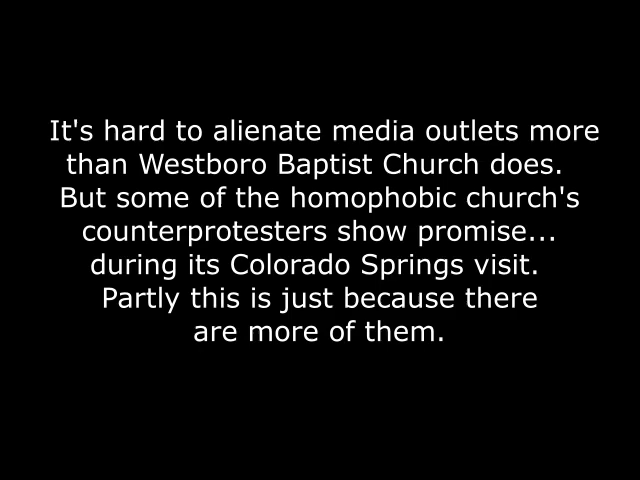 It's hard to alienate media outlets more
than Westboro Baptist Church does.
But some of the homophobic church's
counterprotesters show promise...
during its Colorado Springs visit.
Partly this is just because there
are more of them.